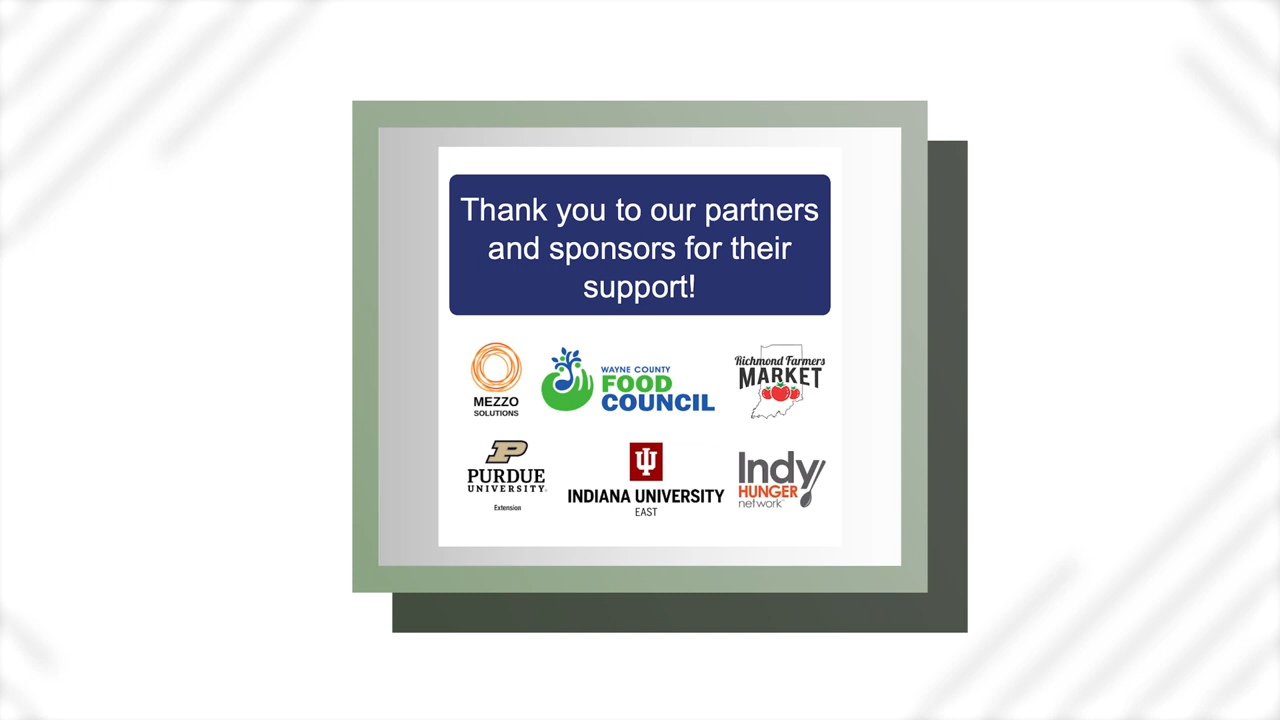 Thank you to our partners
and sponsors for their
support!
MEZZO
SOLUTIONS
WAYNE COUNTY
FOOD
COUNCIL
Richmond Farmers
MARKET
P
PURDUE
UNIVERSITY®
Extension
INDIANA UNIVERSITY
EAST
Indy
HUNGER
network